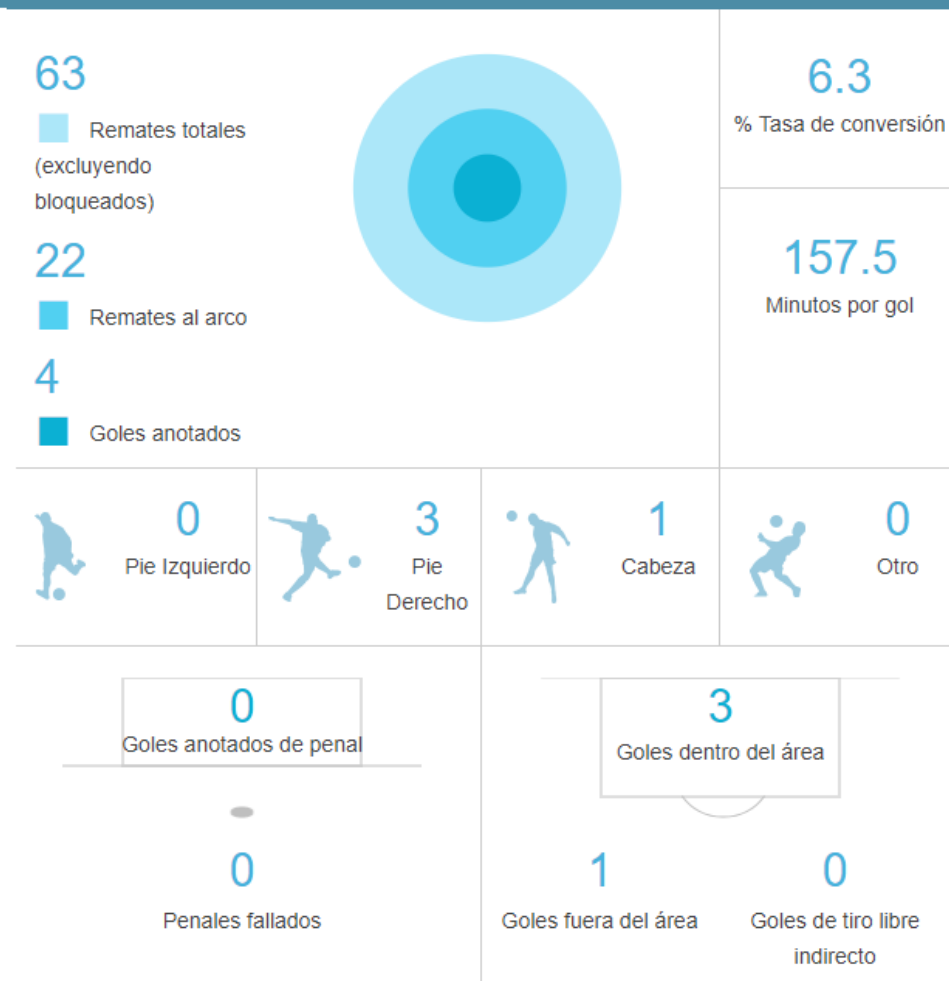 63
Remates totales
(excluyendo
bloqueados)
22
Remates al arco
4
Goles anotados
6.3
% Tasa de conversión
157.5
Minutos por gol
0
Pie Izquierdo
3
Pie
Derecho
1
Cabeza
0
Otro
0
Goles anotados de penal
0
Penales fallados
3
Goles dentro del área
1
Goles fuera del área
0
Goles de tiro libre
indirecto